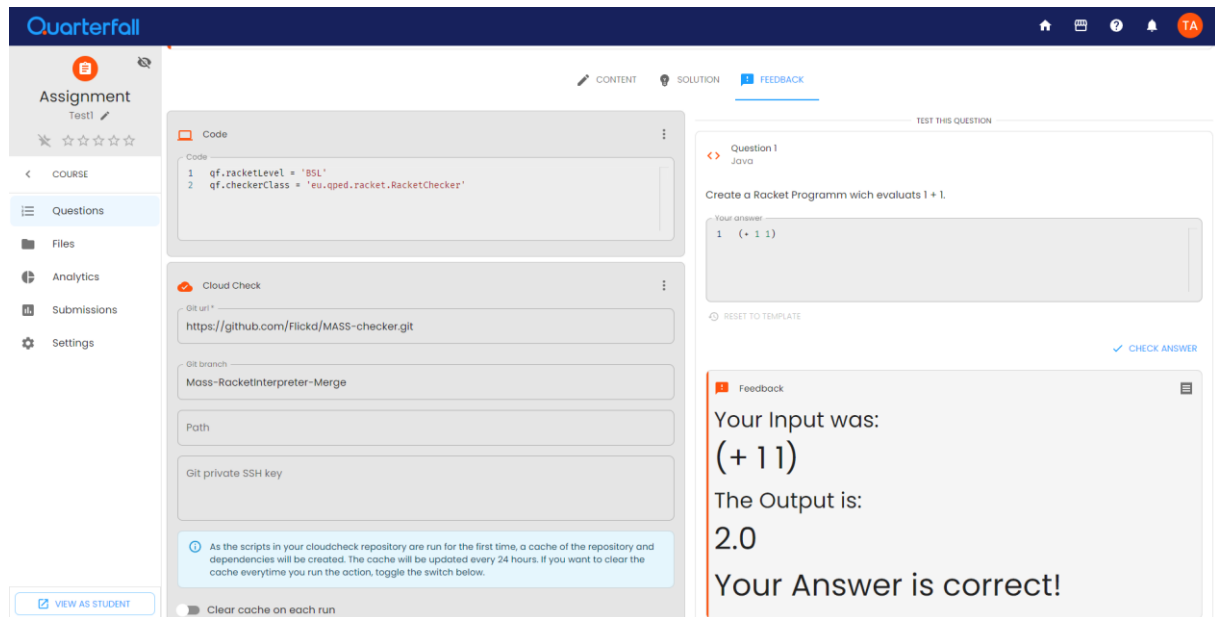 Quarterfall
TA
Assignment
Test1
COURSE
Questions
Files
Analytics
Submissions
Settings
VIEW AS STUDENT
CONTENT
SOLUTION
FEEDBACK
Code
Code
1 qf.racketLevel = 'BSL'
2 qf.checkerClass = 'eu.qped.racket.RacketChecker'
Cloud Check
Git url *
https://github.com/Flickd/MASS-checker.git
Git branch
Mass-RacketInterpreter-Merge
Path
Git private SSH key
As the scripts in your cloudcheck repository are run for the first time, a cache of the repository and
dependencies will be created. The cache will be updated every 24 hours. If you want to clear the
cache everytime you run the action, toggle the switch below.
Clear cache on each run
TEST THIS QUESTION
Question 1
Java
Create a Racket Programm wich evaluats 1 + 1.
Your answer
1 (+ 1 1)
RESET TO TEMPLATE
CHECK ANSWER
Feedback
Your Input was:
(+ 1 1)
The Output is:
2.0
Your Answer is correct!